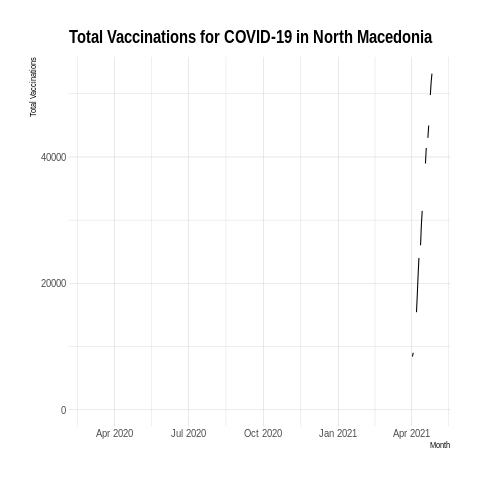 Total Vaccinations for COVID-19 in North Macedonia
Total Vaccinations
40000
20000
0
Apr 2020 Jul 2020 Oct 2020 Jan 2021 Apr 2021
Month